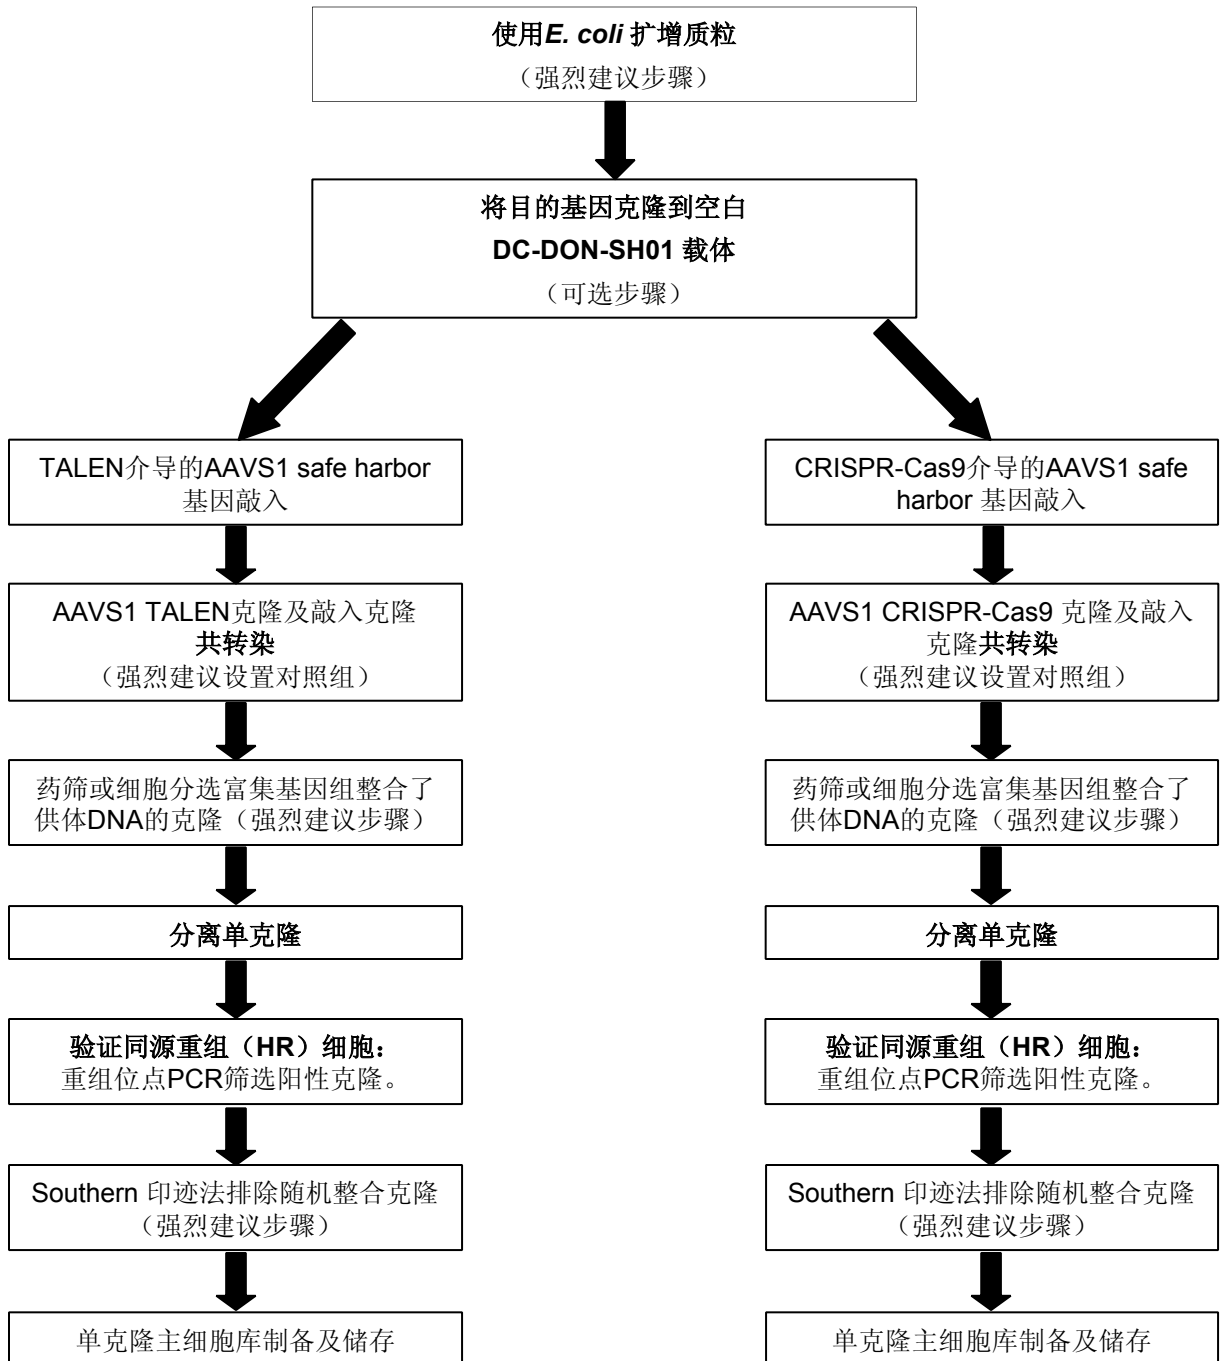 使用E. coli 扩增质粒
（强烈建议步骤）
将目的基因克隆到空白
DC-DON-SH01 载体
（可选步骤）
TALEN介导的AAVS1 safe harbor
基因敲入
AAVS1 TALEN克隆及敲入克隆
共转染
（强烈建议设置对照组）
药筛或细胞分选富集基因组整合了
供体DNA的克隆（强烈建议步骤）
分离单克隆
验证同源重组（HR）细胞：
重组位点PCR筛选阳性克隆。
Southern 印迹法排除随机整合克隆
（强烈建议步骤）
单克隆主细胞库制备及储存
CRISPR-Cas9介导的AAVS1 safe
harbor 基因敲入
AAVS1 CRISPR-Cas9 克隆及敲入
克隆共转染
（强烈建议设置对照组）
药筛或细胞分选富集基因组整合了
供体DNA的克隆（强烈建议步骤）
分离单克隆
验证同源重组（HR）细胞：
重组位点PCR筛选阳性克隆。
Southern 印迹法排除随机整合克隆
（强烈建议步骤）
单克隆主细胞库制备及储存